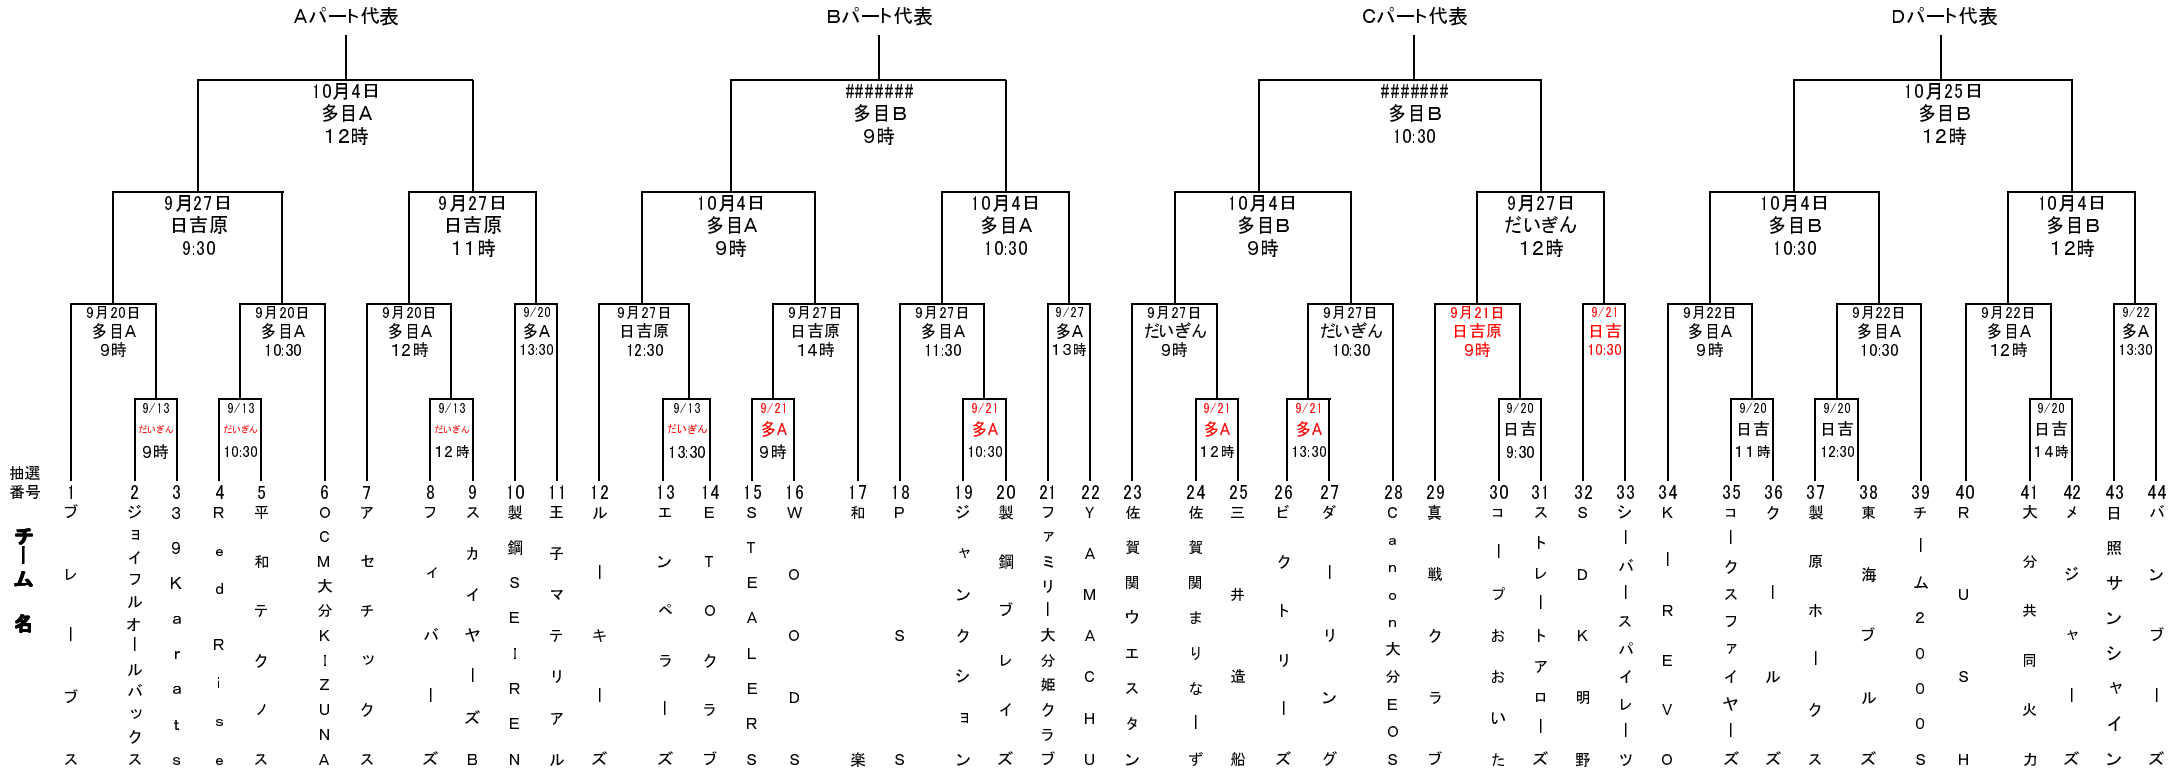 Ａパート代表 Ｂパート代表 Ｃパート代表 Ｄパート代表
10月4日 ####### ####### 10月25日
多目Ａ 多目Ｂ 多目Ｂ 多目Ｂ
１２時 ９時 10:30 １２時
9月27日 9月27日 10月4日 10月4日 10月4日 9月27日 10月4日 10月4日
日吉原 日吉原 多目Ａ 多目Ａ 多目Ｂ だいぎん 多目Ｂ 多目Ｂ
9:30 １１時 ９時 10:30 ９時 １２時 10:30 １２時
9月20日 9月20日 9月20日 9/20 9月27日 9月27日 9月27日 9/27 9月27日 9月27日 9月21日 9/21 9月22日 9月22日 9月22日 9/22
多目Ａ 多目Ａ 多目Ａ 多Ａ 日吉原 日吉原 多目Ａ 多Ａ だいぎん だいぎん 日吉原 日吉 多目Ａ 多目Ａ 多目Ａ 多Ａ
９時 10:30 １２時 13:30 12:30 １４時 11:30 １３時 ９時 10:30 ９時 10:30 ９時 10:30 １２時 13:30
9/13 9/13 9/13 9/13 9/21 9/21 9/21 9/21 9/20 9/20 9/20 9/20
だいぎん だいぎん だいぎん だいぎん 多Ａ 多Ａ 多Ａ 多Ａ 日吉 日吉 日吉 日吉
９時 10:30 １２時 13:30 ９時 10:30 １２時 13:30 9:30 １１時 12:30 １４時
抽選
番号 1 2 3 4 5 6 7 8 9 10 11 12 13 14 15 16 17 18 19 20 21 22 23 24 25 26 27 28 29 30 31 32 33 34 35 36 37 38 39 40 41 42 43 44
チーム 名
ブレーブス
ジョイフルオールバックス
３９Ｋａｒａｔｓ
Ｒｅｄ Ｒｉｓｅ
平和テクノス
ＯＣＭ大分ＫＩＺＵＮＡ
アセチックス
フィバーズ
スカイヤーズＢ
製鋼ＳＥＩＲＥＮ
王子マテリアル
ルーキーズ
エンペラーズ
ＥＴＯクラブ
ＳＴＥＡＬＥＲＳ
ＷＯＯＤＳ
和楽
ＰＳＳ
ジャンクション
製鋼ブレイズ
ファミリー大分姫クラブ
ＹＡＭＡＣＨＵ
佐賀関ウエスタン
佐賀関まりなーず
三井造船
ビクトリーズ
ダーリング
Ｃａｎｏｎ大分ＥＯＳ
真戦クラブ
コープおおいた
ストレートアローズ
ＳＤＫ明野
シーバースパイレーツ
Ｋ－ＲＥＶＯ
コークスファイヤーズ
クールズ
製原ホークス
東海ブルズ
チーム２０００Ｓ
ＲＵＳＨ
大分共同火力
メジャーズ
日照サンシャイン
バンブーズ